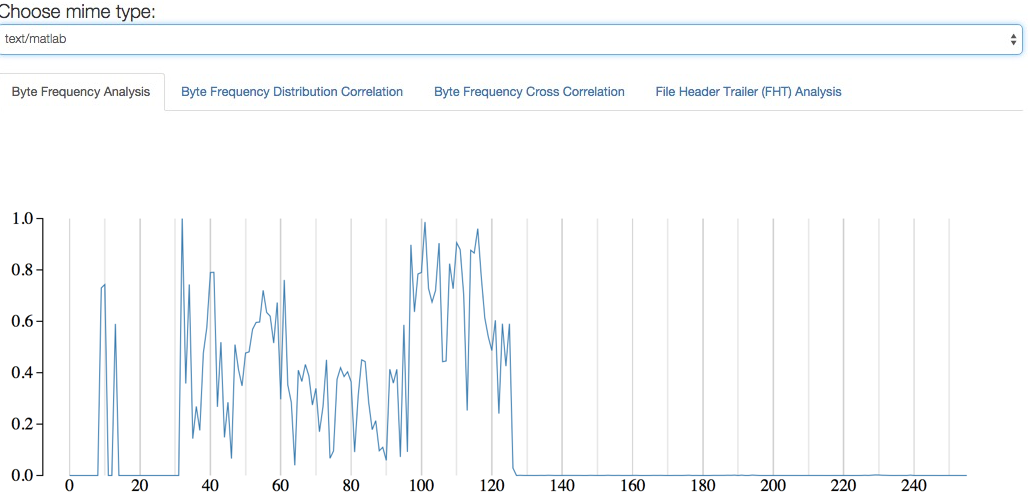 Choose mime type:
text/matlab
Byte Frequency Analysis Byte Frequency Distribution Correlation Byte Frequency Cross Correlation File Header Trailer (FHT) Analysis
1.0
0.8
0.6
0.4
0.2
0.0
0 20 40 60 80 100 120 140 160 180 200 220 240